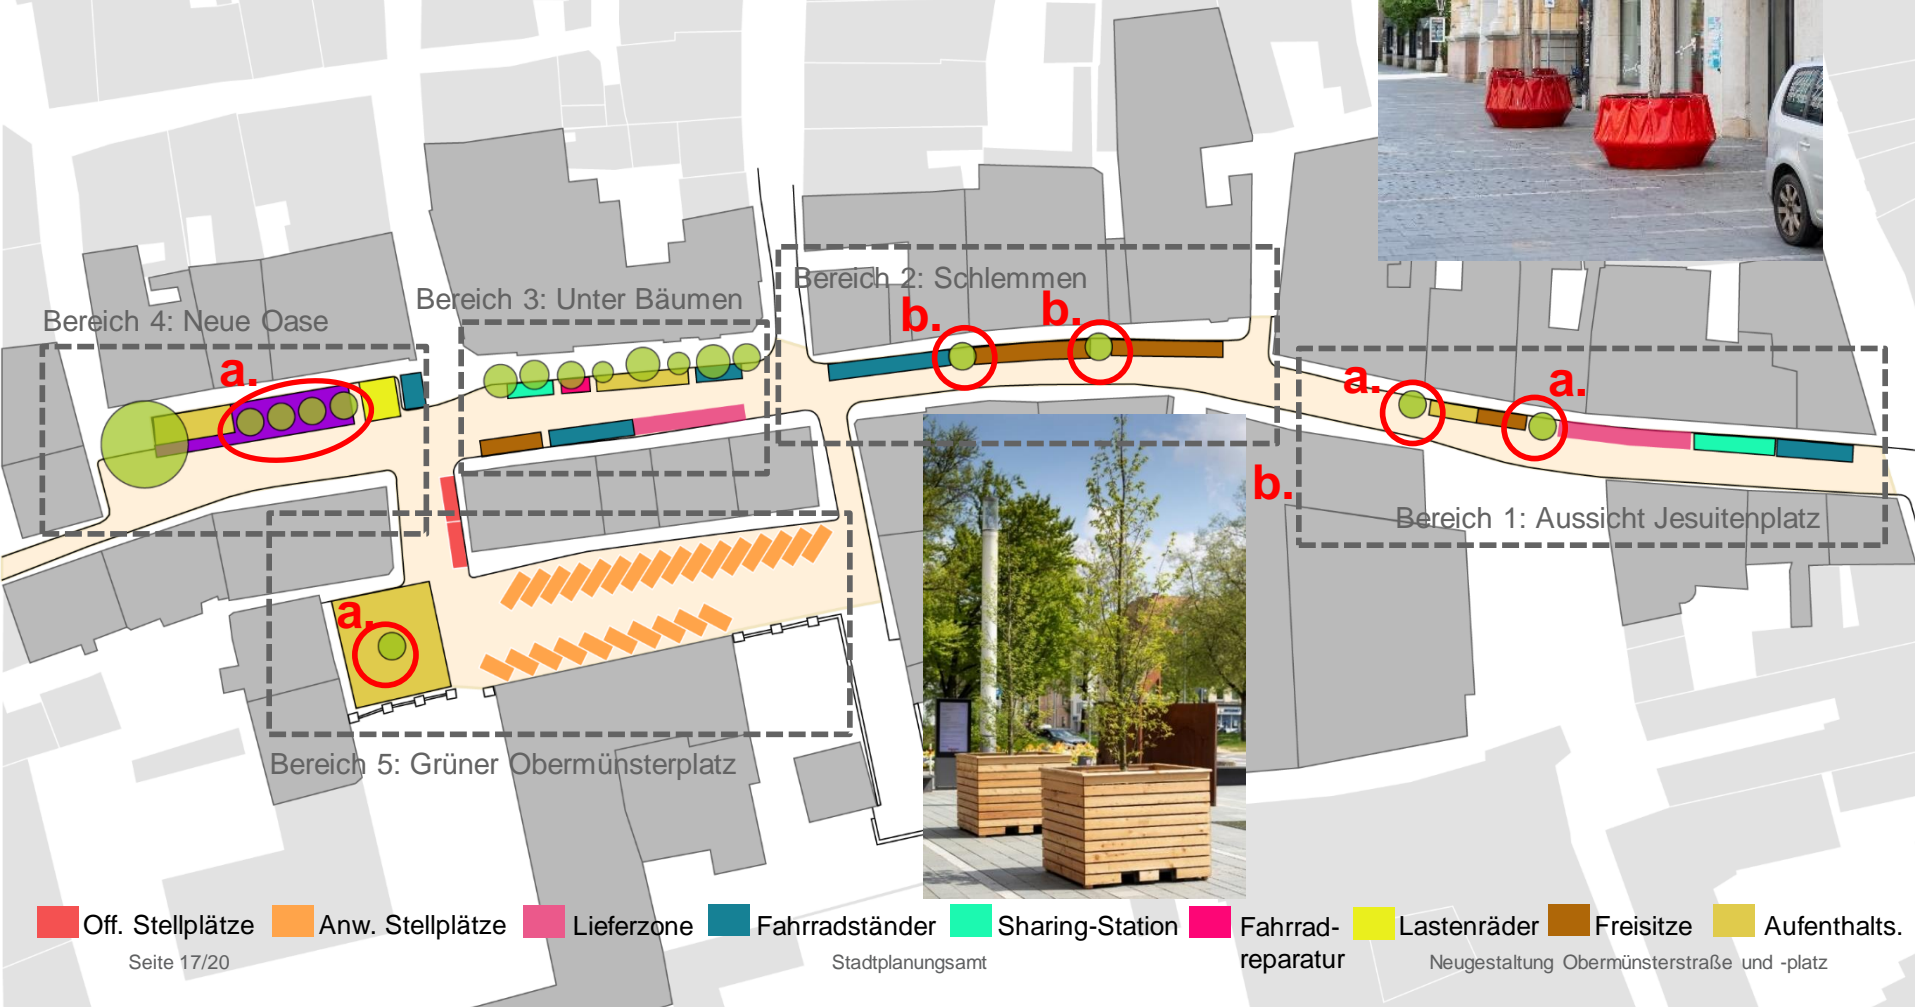 Bereich 2: Schlemmen
Bereich 3: Unter Bäumen
Bereich 4: Neue Oase
b.
b.
a.
a.
a.
b.
Bereich 1: Aussicht Jesuitenplatz
a.
Bereich 5: Grüner Obermünsterplatz
Off. Stellplätze
Anw. Stellplätze
Lieferzone
Fahrradständer
Sharing-Station
Fahrrad-
reparatur
Lastenräder
Freisitze
Aufenthalts.
Seite 17/20
Stadtplanungsamt
Neugestaltung Obermünsterstraße und -platz